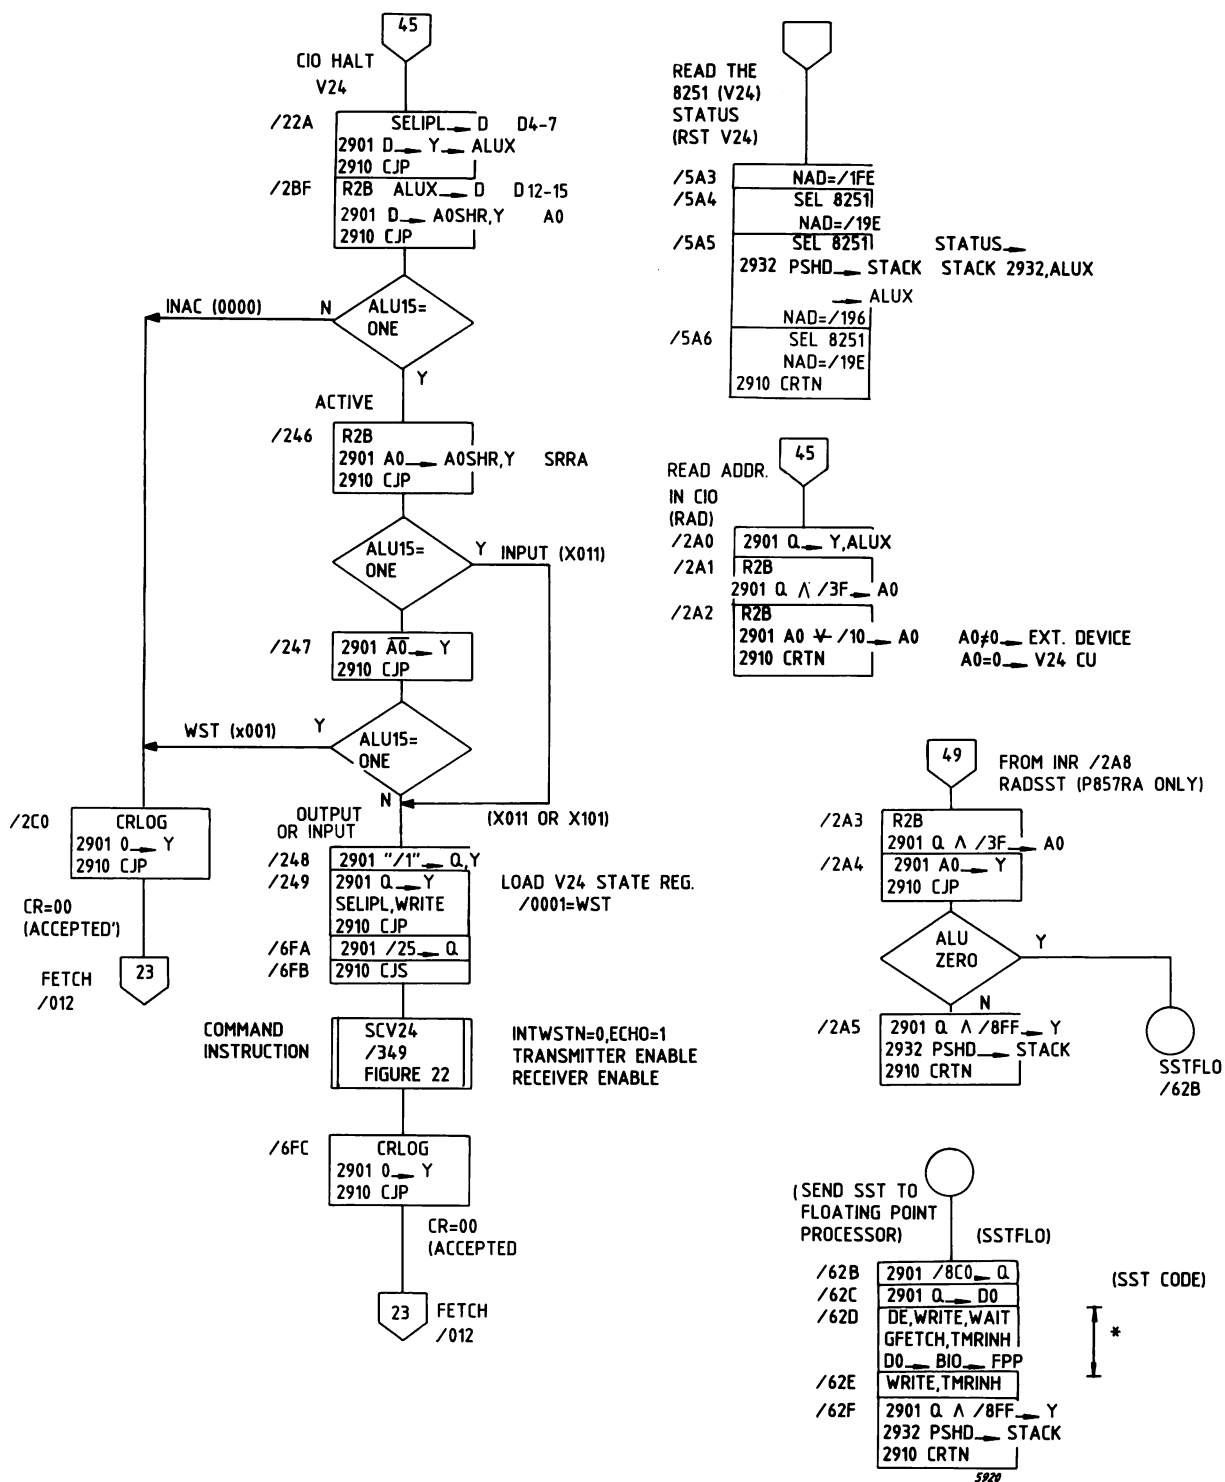 45
CIO HALT
V24
/22A
SELIPL → D D4-7
2901 D → Y → ALUX
2910 CJP
/2BF
R2B ALUX → D D12-15
2901 D → A0SHR,Y A0
2910 CJP
INAC (0000)
N
ALU15=
ONE
Y
ACTIVE
/246
R2B
2901 A0 → A0SHR,Y SRRA
2910 CJP
ALU15=
ONE
Y INPUT (X011)
/247
2901 A̅0̅ → Y
2910 CJP
WST (x001)
Y
ALU15=
ONE
N
(X011 OR X101)
/2C0
CRLOG
2901 0 → Y
2910 CJP
CR=00
(ACCEPTED')
FETCH
/012
23
OUTPUT
OR INPUT
/248
2901 "/1" → Q,Y
/249
2901 Q → Y
SELIPL,WRITE
2910 CJP
LOAD V24 STATE REG.
/0001=WST
/6FA
2901 /25 → Q
/6FB
2910 CJS
COMMAND
INSTRUCTION
SCV24
/349
FIGURE 22
INTWSTN=0,ECHO=1
TRANSMITTER ENABLE
RECEIVER ENABLE
/6FC
CRLOG
2901 0 → Y
2910 CJP
CR=00
(ACCEPTED
23
FETCH
/012
READ THE
8251 (V24)
STATUS
(RST V24)
/5A3
NAD=/1FE
/5A4
SEL 8251
NAD=/19E
/5A5
SEL 8251 STATUS →
2932 PSHD → STACK STACK 2932,ALUX
→ ALUX
NAD=/196
/5A6
SEL 8251
NAD=/19E
2910 CRTN
45
READ ADDR.
IN CIO
(RAD)
/2A0
2901 Q → Y,ALUX
/2A1
R2B
2901 Q ∧ /3F → A0
/2A2
R2B
2901 A0 ⊻ /10 → A0
2910 CRTN
A0≠0 → EXT. DEVICE
A0=0 → V24 CU
49
FROM INR /2A8
RADSST (P857RA ONLY)
/2A3
R2B
2901 Q ∧ /3F → A0
/2A4
2901 A0 → Y
2910 CJP
ALU
ZERO
Y
N
/2A5
2901 Q ∧ /8FF → Y
2932 PSHD → STACK
2910 CRTN
SSTFLO
/62B
(SEND SST TO
FLOATING POINT
PROCESSOR)
(SSTFLO)
/62B
2901 /8C0 → Q
(SST CODE)
/62C
2901 Q → D0
/62D
DE,WRITE,WAIT
GFETCH,TMRINH
D0 → BIO → FPP
*
/62E
WRITE,TMRINH
/62F
2901 Q ∧ /8FF → Y
2932 PSHD → STACK
2910 CRTN
5920